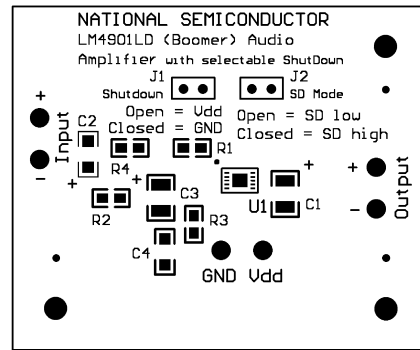 NATIONAL SEMICONDUCTOR
LM4901LD (Boomer) Audio
Amplifier with selectable ShutDown
J1
J2
Shutdown
SD Mode
Open = Vdd
Closed = GND
Open = SD low
Closed = SD high
+
Input
-
C2
+
R4
R1
R2
+
C3
R3
C4
U1
+
C1
+
-
Output
GND Vdd